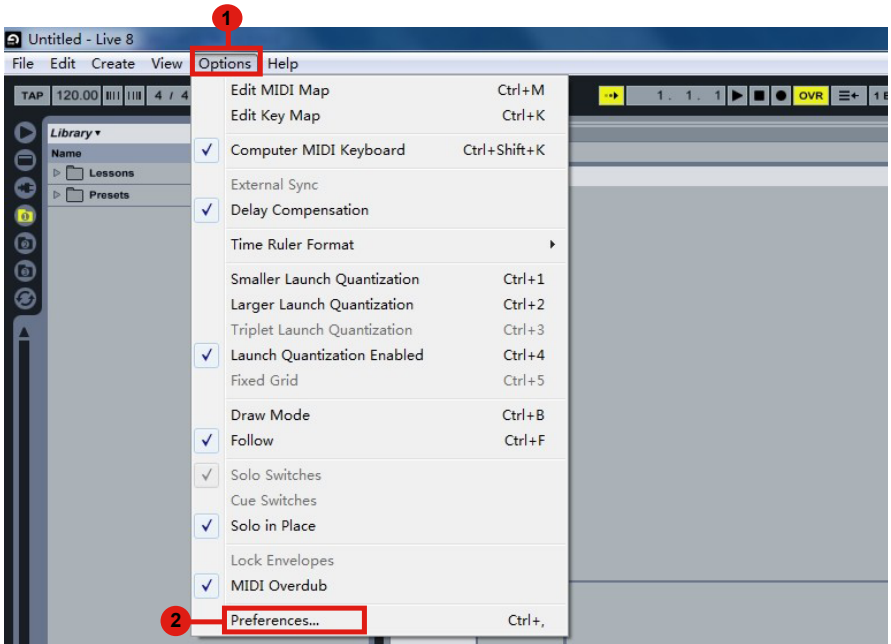 1
Untitled - Live 8
File Edit Create View Options Help
TAP 120.00 4 / 4 1. 1. 1 OVR 1 B
Library
Name
Lessons
Presets
Edit MIDI Map Ctrl+M
Edit Key Map Ctrl+K
Computer MIDI Keyboard Ctrl+Shift+K
External Sync
Delay Compensation
Time Ruler Format
Smaller Launch Quantization Ctrl+1
Larger Launch Quantization Ctrl+2
Triplet Launch Quantization Ctrl+3
Launch Quantization Enabled Ctrl+4
Fixed Grid Ctrl+5
Draw Mode Ctrl+B
Follow Ctrl+F
Solo Switches
Cue Switches
Solo in Place
Lock Envelopes
MIDI Overdub
2 Preferences... Ctrl+,